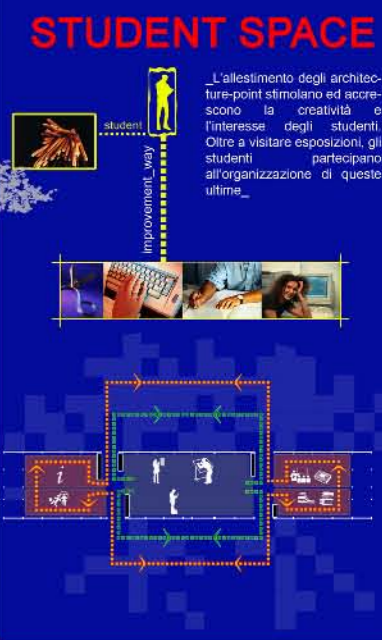 STUDENT SPACE
_L'allestimento degli architec-
ture-point stimolano ed accre-
scono la creatività e
l'interesse degli studenti.
Oltre a visitare esposizioni, gli
studenti partecipano
all'organizzazione di queste
ultime_
student
improvement_way
i